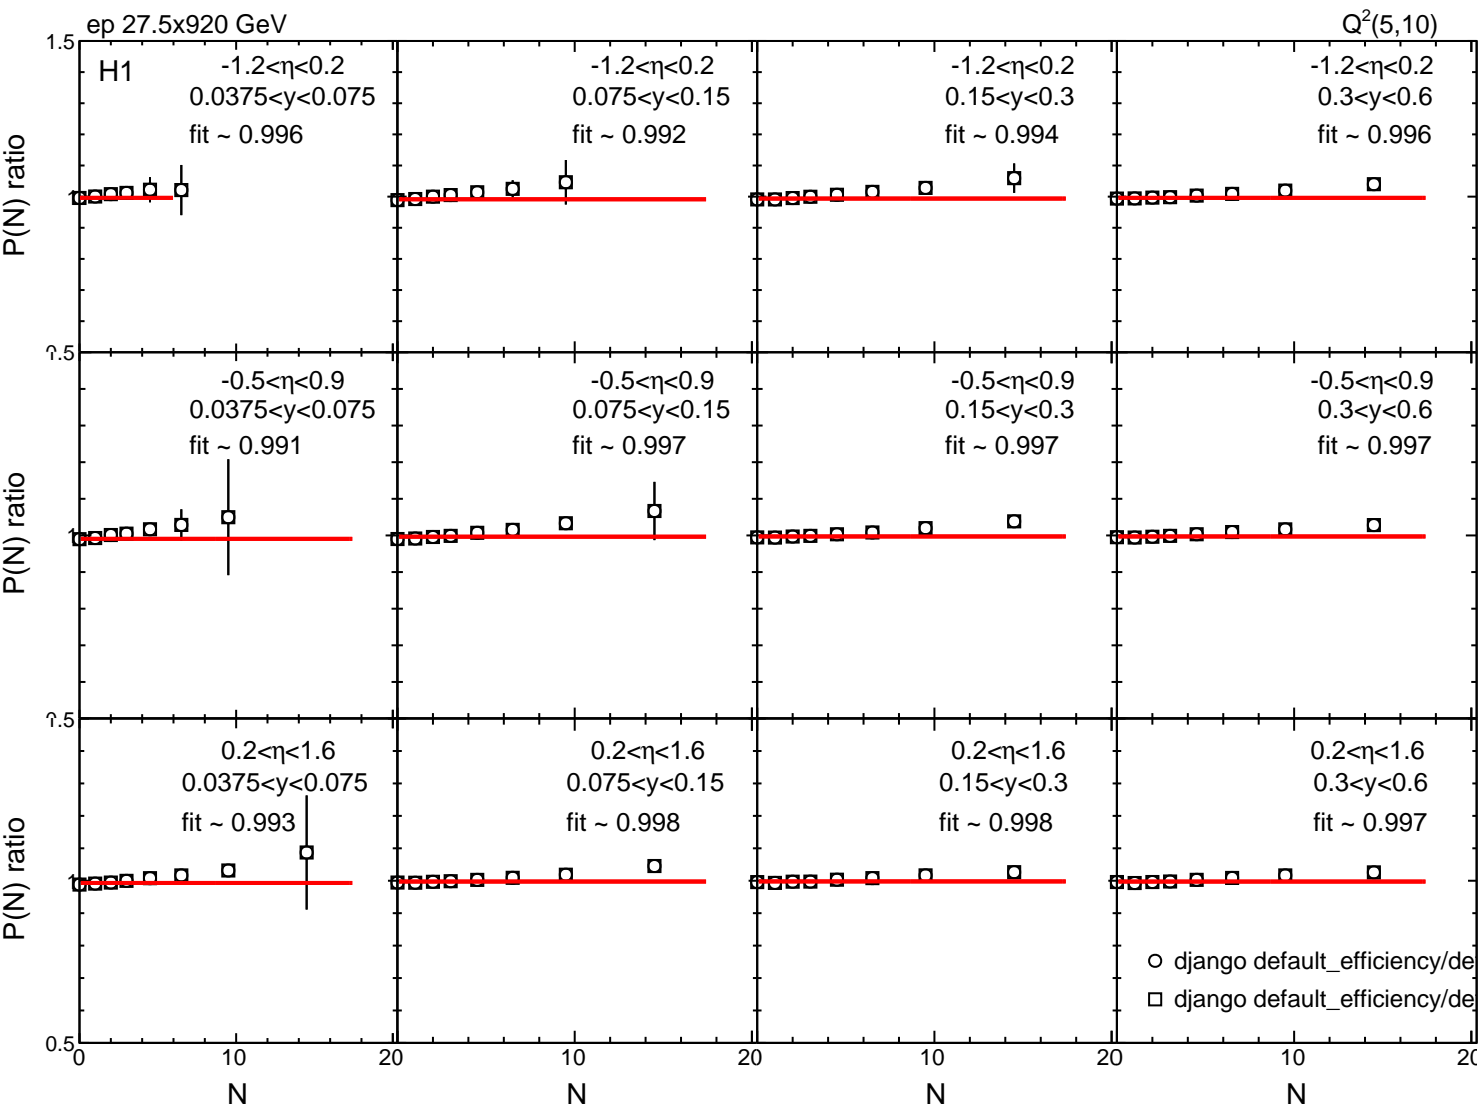 ep 27.5x920 GeV
Q²(5,10)
H1
1.5
P(N) ratio
1
-1.2<η<0.2
0.0375<y<0.075
fit ~ 0.996
-1.2<η<0.2
0.075<y<0.15
fit ~ 0.992
-1.2<η<0.2
0.15<y<0.3
fit ~ 0.994
-1.2<η<0.2
0.3<y<0.6
fit ~ 0.996
P(N) ratio
1
-0.5<η<0.9
0.0375<y<0.075
fit ~ 0.991
-0.5<η<0.9
0.075<y<0.15
fit ~ 0.997
-0.5<η<0.9
0.15<y<0.3
fit ~ 0.997
-0.5<η<0.9
0.3<y<0.6
fit ~ 0.997
P(N) ratio
1
0.5
0.2<η<1.6
0.0375<y<0.075
fit ~ 0.993
0.2<η<1.6
0.075<y<0.15
fit ~ 0.998
0.2<η<1.6
0.15<y<0.3
fit ~ 0.998
0.2<η<1.6
0.3<y<0.6
fit ~ 0.997
django default_efficiency/de
django default_efficiency/de
0 10 20 10 20 10 20 10 20
N N N N